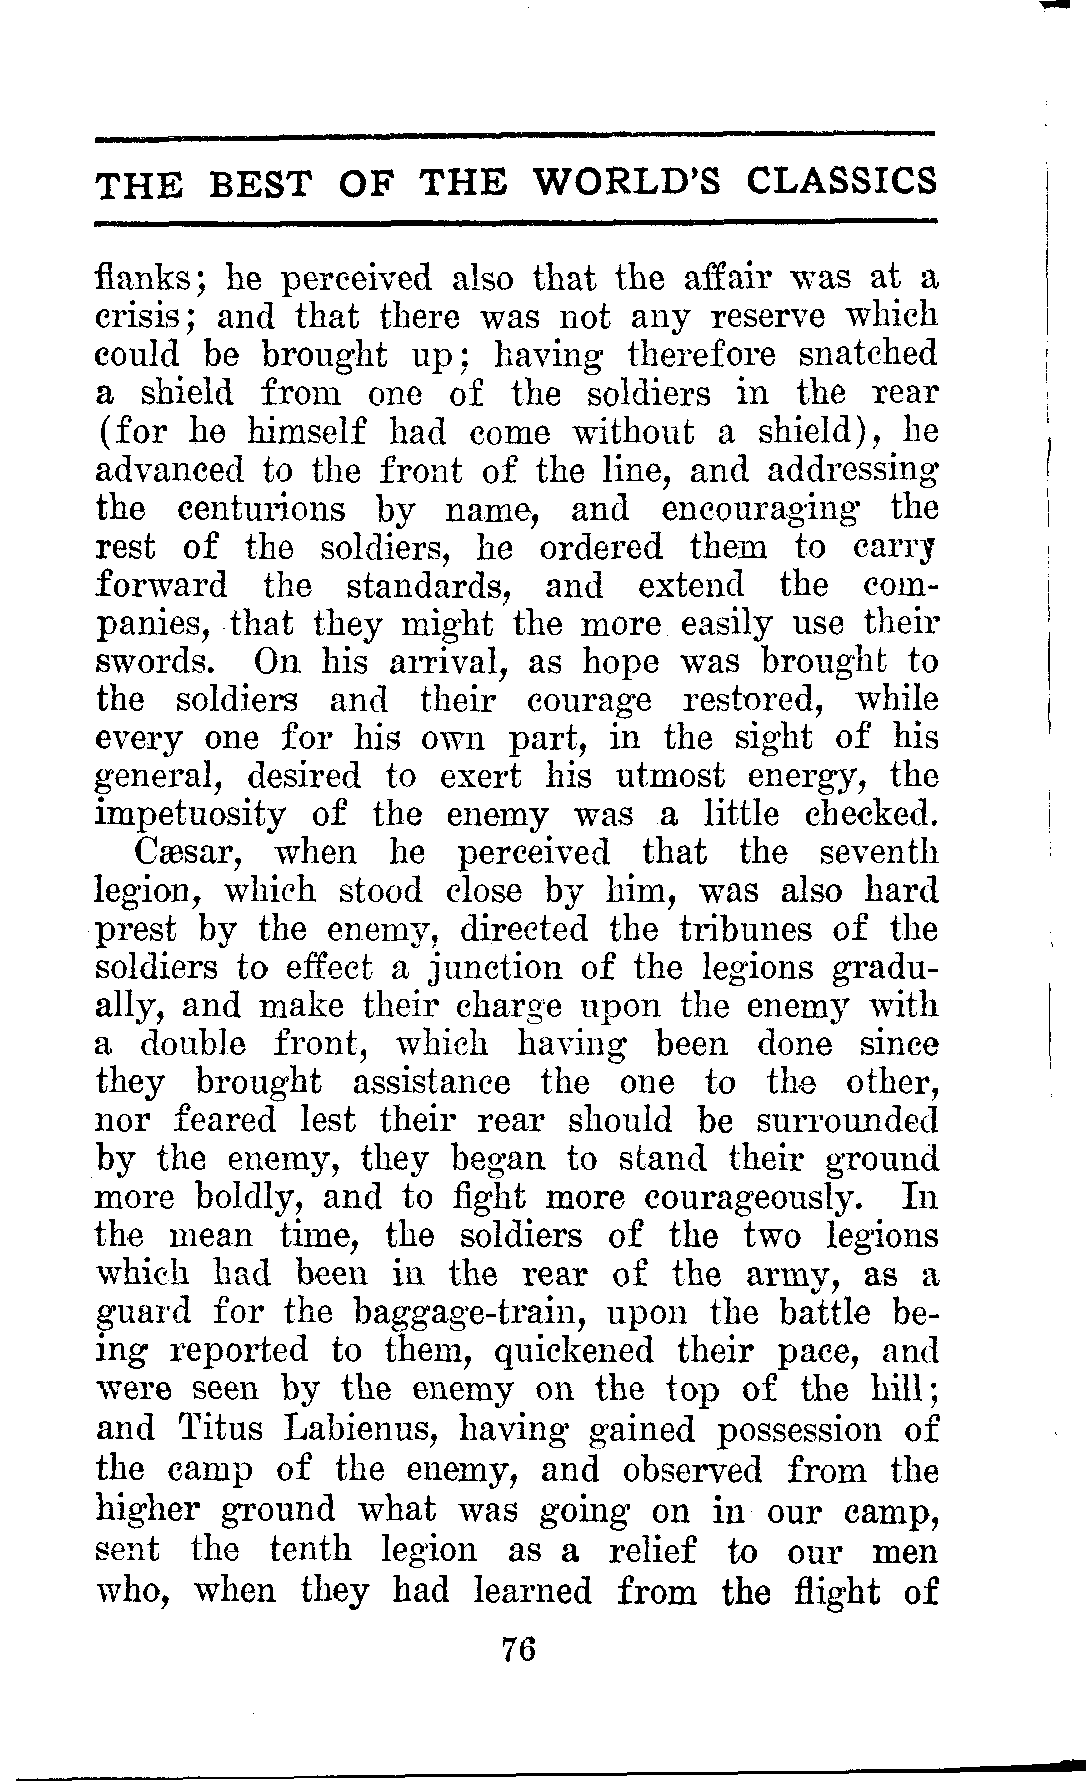 THE BEST OF THE WORLD'S CLASSICS
flanks; he perceived also that the affair was at a
crisis; and that there was not any reserve which
could be brought up; having therefore snatched
a shield from one of the soldiers in the rear
(for he himself had come without a shield), he
advanced to the front of the line, and addressing
the centurions by name, and encouraging the
rest of the soldiers, he ordered them to carry
forward the standards, and extend the com-
panies, that they might the more easily use their
swords. On his arrival, as hope was brought to
the soldiers and their courage restored, while
every one for his own part, in the sight of his
general, desired to exert his utmost energy, the
impetuosity of the enemy was a little checked.
Cæsar, when he perceived that the seventh
legion, which stood close by him, was also hard
prest by the enemy, directed the tribunes of the
soldiers to effect a junction of the legions gradu-
ally, and make their charge upon the enemy with
a double front, which having been done since
they brought assistance the one to the other,
nor feared lest their rear should be surrounded
by the enemy, they began to stand their ground
more boldly, and to fight more courageously. In
the mean time, the soldiers of the two legions
which had been in the rear of the army, as a
guard for the baggage-train, upon the battle be-
ing reported to them, quickened their pace, and
were seen by the enemy on the top of the hill;
and Titus Labienus, having gained possession of
the camp of the enemy, and observed from the
higher ground what was going on in our camp,
sent the tenth legion as a relief to our men
who, when they had learned from the flight of
76